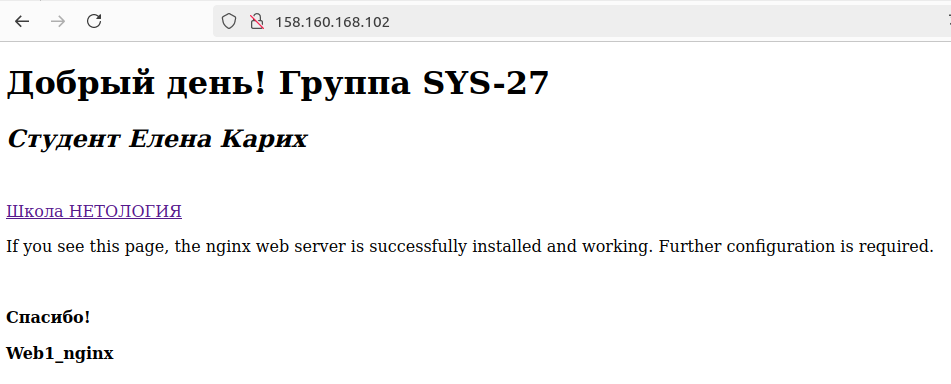 158.160.168.102
Добрый день! Группа SYS-27
Студент Елена Карих
Школа НЕТОЛОГИЯ
If you see this page, the nginx web server is successfully installed and working. Further configuration is required.
Спасибо!
Web1_nginx